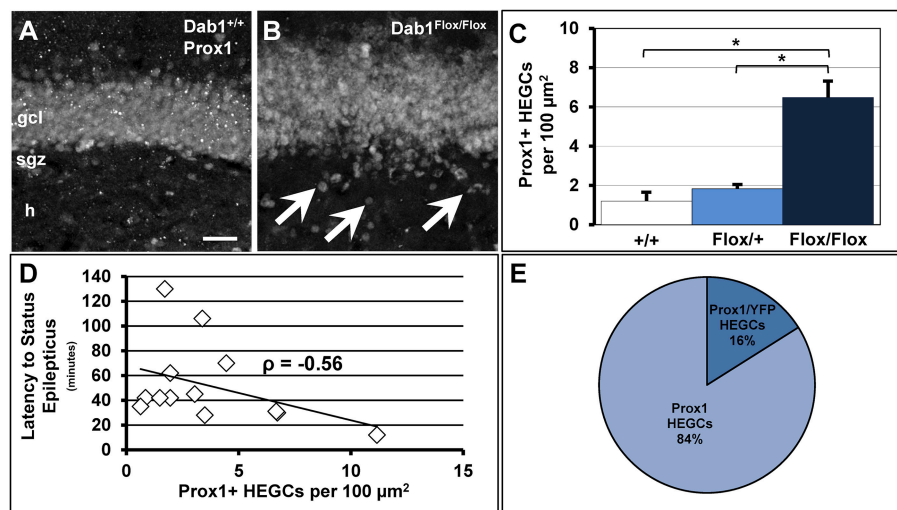 A
Dab1+/+
Prox1
gcl
sgz
h
B
Dab1Flox/Flox
C
Prox1+ HEGCs
per 100 µm²
10
8
6
4
2
0
*
*
+/+
Flox/+
Flox/Flox
D
Latency to Status
Epilepticus
(minutes)
140
120
100
80
60
40
20
0
ρ = -0.56
0
5
10
15
Prox1+ HEGCs per 100 µm²
E
Prox1/YFP
HEGCs
16%
Prox1
HEGCs
84%